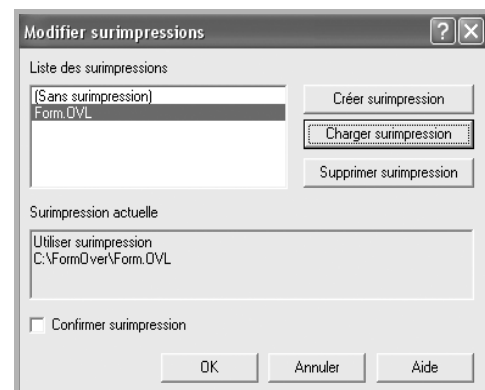 Modifier surimpressions
Liste des surimpressions
(Sans surimpression)
Form.OVL
Créer surimpression
Charger surimpression
Supprimer surimpression
Surimpression actuelle
Utiliser surimpression
C:\FormOver\Form.OVL
Confirmer surimpression
OK
Annuler
Aide